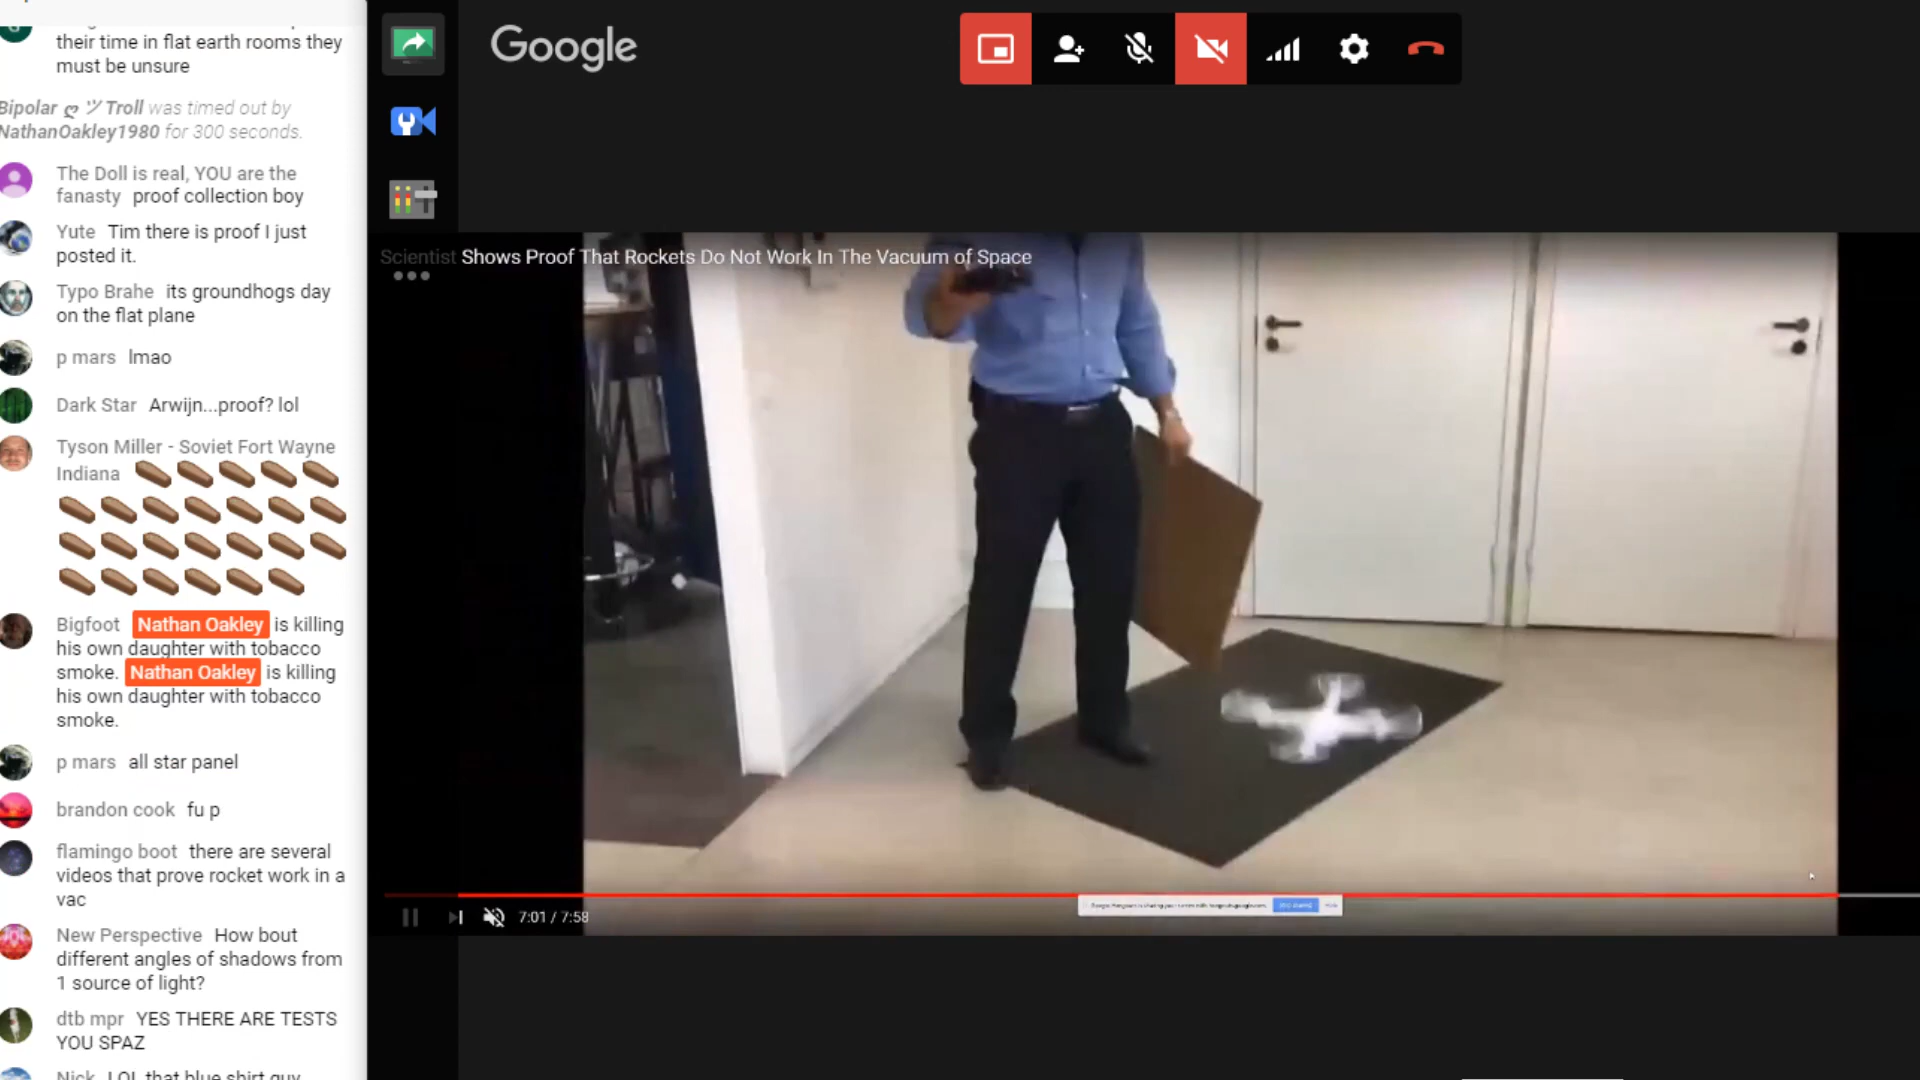 their time in flat earth rooms they
must be unsure
Bipolar ღ ツ Troll was timed out by
NathanOakley1980 for 300 seconds.
The Doll is real, YOU are the
fanasty proof collection boy
Yute Tim there is proof I just
posted it.
Typo Brahe its groundhogs day
on the flat plane
p mars lmao
Dark Star Arwijn...proof? lol
Tyson Miller - Soviet Fort Wayne
Indiana
Bigfoot Nathan Oakley is killing
his own daughter with tobacco
smoke. Nathan Oakley is killing
his own daughter with tobacco
smoke.
p mars all star panel
brandon cook fu p
flamingo boot there are several
videos that prove rocket work in a
vac
New Perspective How bout
different angles of shadows from
1 source of light?
dtb mpr YES THERE ARE TESTS
YOU SPAZ
Nick LOL that blue shirt guy
Google
Scientist Shows Proof That Rockets Do Not Work In The Vacuum of Space
7:01 / 7:58